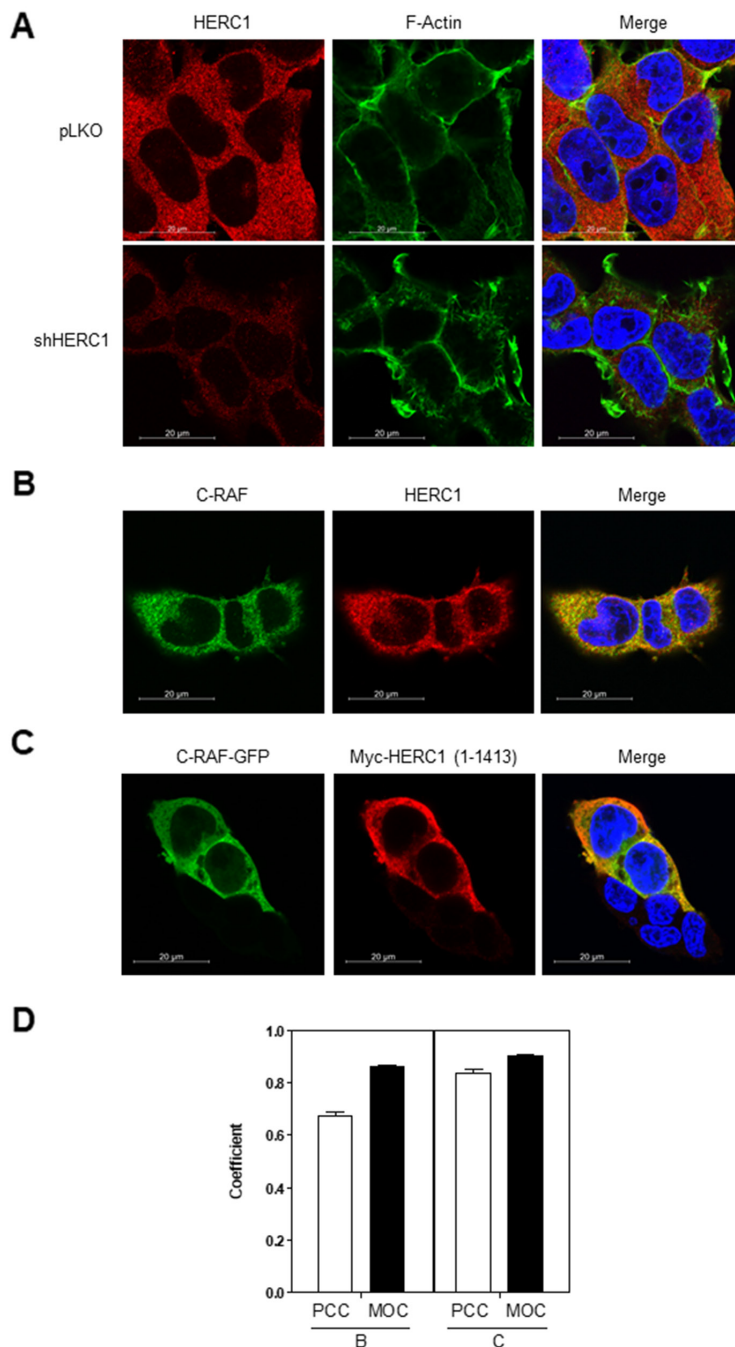 A
HERC1 F-Actin Merge
pLKO
20 µm 20 µm 20 µm
shHERC1
20 µm 20 µm 20 µm
B
C-RAF HERC1 Merge
20 µm 20 µm 20 µm
C
C-RAF-GFP Myc-HERC1 (1-1413) Merge
20 µm 20 µm 20 µm
D
1.0
0.8
0.6
0.4
0.2
0.0
Coefficient
PCC MOC PCC MOC
B C